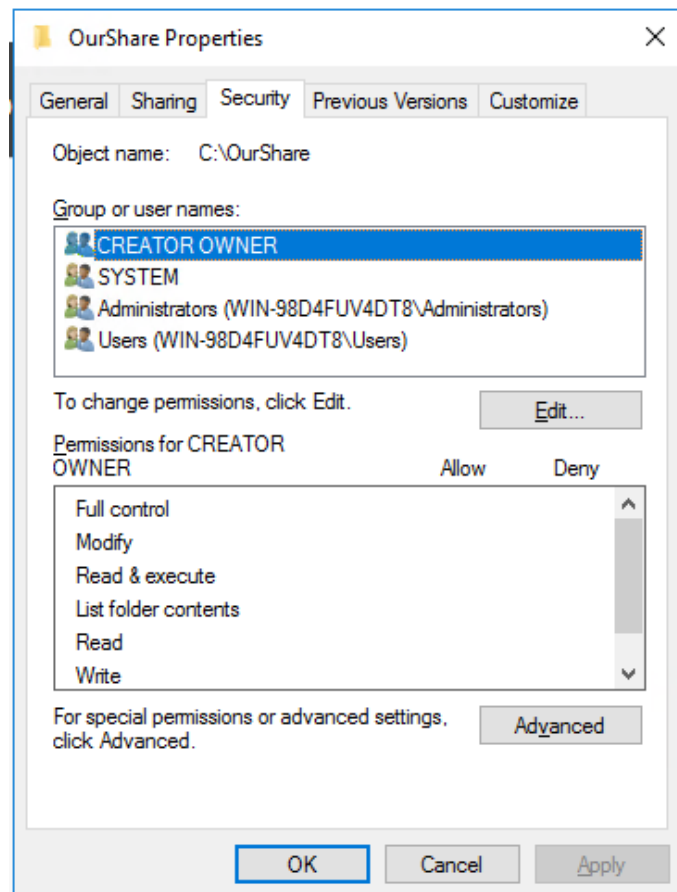 OurShare Properties
General Sharing Security Previous Versions Customize
Object name: C:\OurShare
Group or user names:
CREATOR OWNER
SYSTEM
Administrators (WIN-98D4FUV4DT8\Administrators)
Users (WIN-98D4FUV4DT8\Users)
To change permissions, click Edit.
Edit...
Permissions for CREATOR
OWNER Allow Deny
Full control
Modify
Read & execute
List folder contents
Read
Write
For special permissions or advanced settings,
click Advanced.
Advanced
OK Cancel Apply